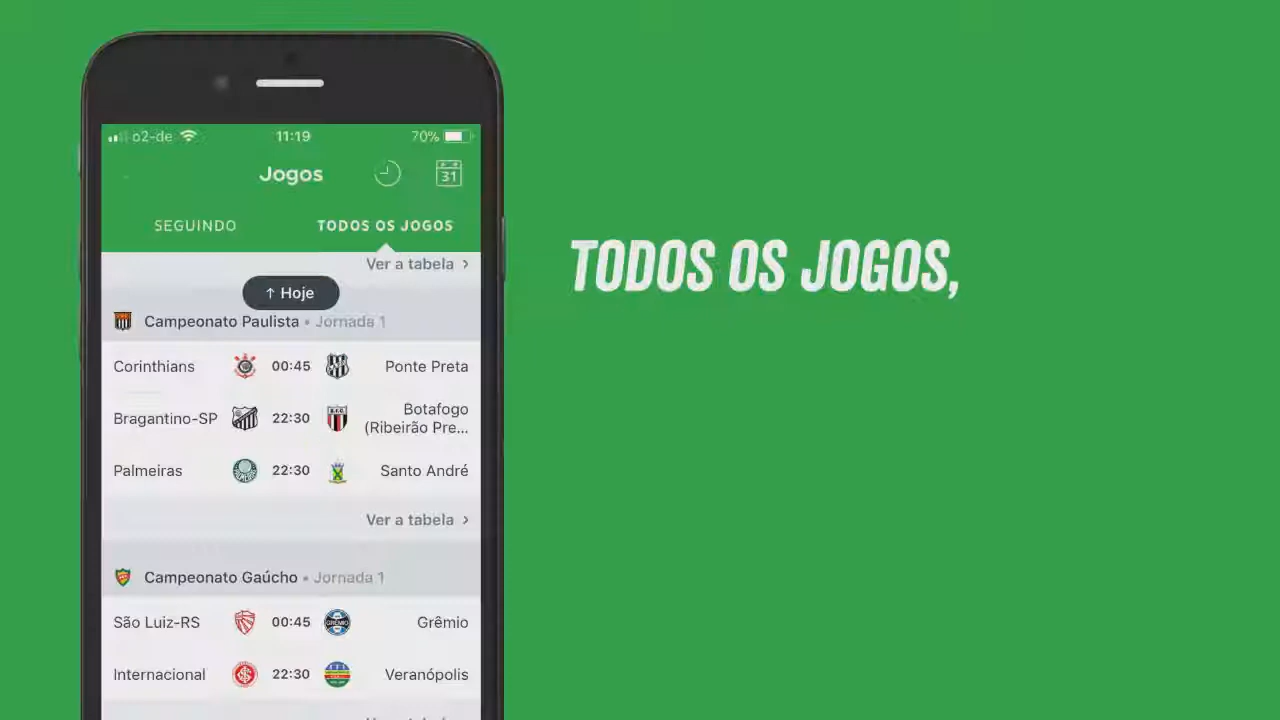 o2-de 11:19 70%
Jogos 31
SEGUINDO TODOS OS JOGOS
Ver a tabela >
↑ Hoje
Campeonato Paulista • Jornada 1
Corinthians 00:45 Ponte Preta
Bragantino-SP 22:30 Botafogo
(Ribeirão Pre...
Palmeiras 22:30 Santo André
Ver a tabela >
Campeonato Gaúcho • Jornada 1
São Luiz-RS 00:45 Grêmio
Internacional 22:30 Veranópolis
TODOS OS JOGOS,